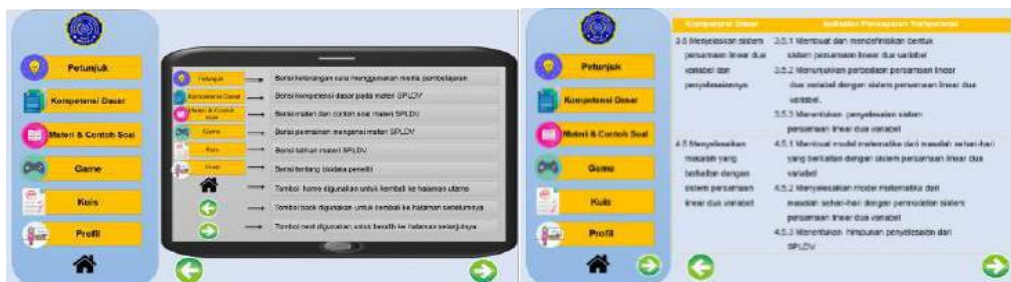 Petunjuk
Kompetensi Dasar
Materi & Contoh Soal
Game
Kuis
Profil
Petunjuk
Berisi keterangan cara menggunakan media pembelajaran
Kompetensi Dasar
Berisi kompetensi dasar pada materi SPLDV
Materi & Contoh
Soal
Berisi materi dan contoh soal materi SPLDV
Game
Berisi permainan mengenai materi SPLDV
Kuis
Berisi latihan materi SPLDV
Profil
Berisi tentang biodata peneliti
Tombol home digunakan untuk kembali ke halaman utama
Tombol back digunakan untuk kembali ke halaman sebelumnya
Tombol next digunakan untuk beralih ke halaman selanjutnya
Petunjuk
Kompetensi Dasar
Materi & Contoh Soal
Game
Kuis
Profil
Kompetensi Dasar
Indikator Pencapaian Kompetensi
3.5 Menjelaskan sistem
persamaan linear dua
variabel dan
penyelesaiannya
3.5.1 Membuat dan mendefinisikan bentuk
sistem persamaan linear dua variabel
3.5.2 Menunjukkan perbedaan persamaan linear
dua variabel dengan sistem persamaan linear dua
variabel.
3.5.3 Menentukan penyelesaian sistem
persamaan linear dua variabel
4.5 Menyelesaikan
masalah yang
berkaitan dengan
sistem persamaan
linear dua variabel
4.5.1 Membuat model matematika dari masalah sehari-hari
yang berkaitan dengan sistem persamaan linear dua
variabel
4.5.2 Menyelesaikan model matematika dari
masalah sehari-hari dengan permodelan sistem
persamaan linear dua variabel
4.5.3 Menentukan himpunan penyelesaian dari
SPLDV